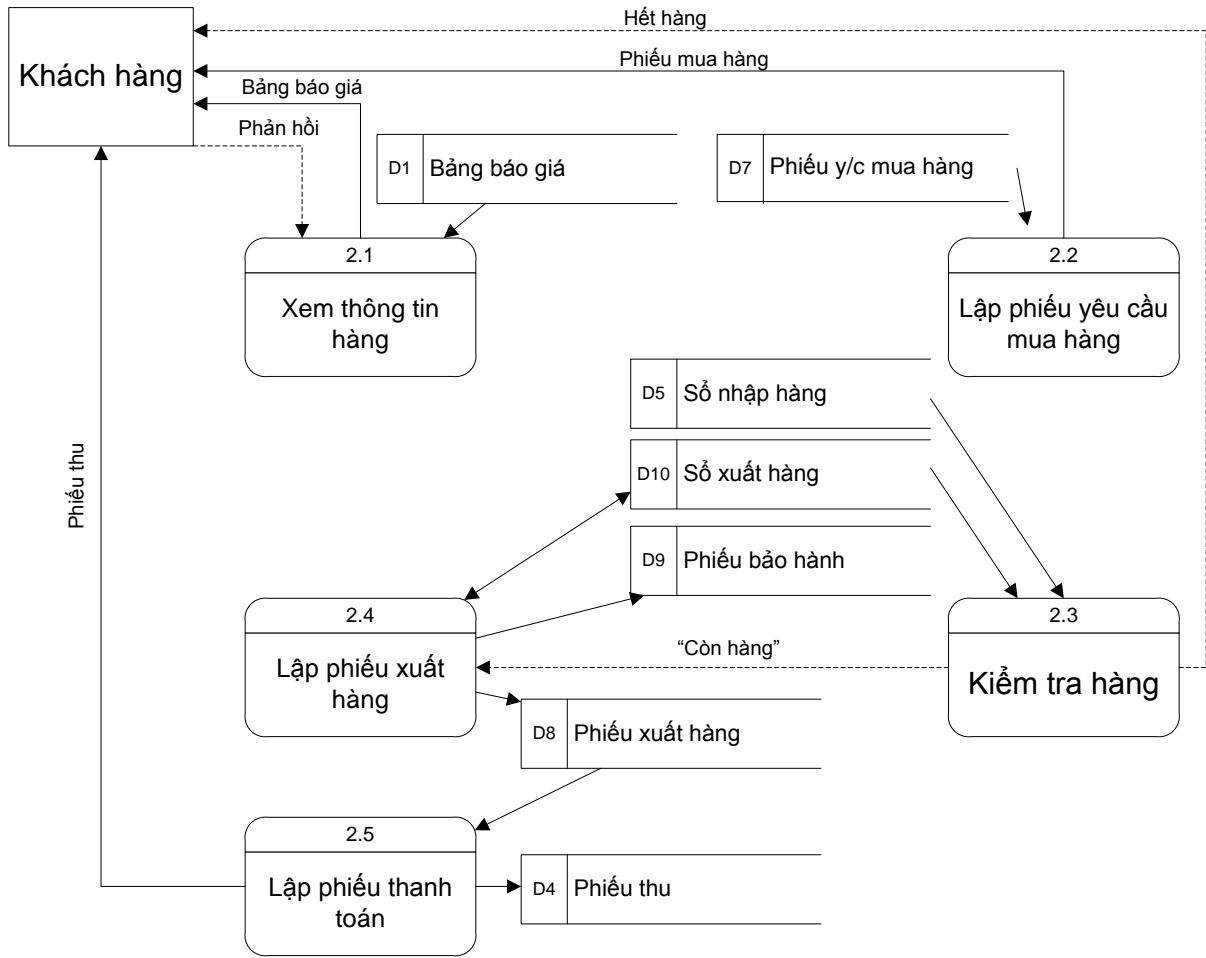 Hết hàng
Khách hàng
Phiếu mua hàng
Bảng báo giá
Phản hồi
D1 Bảng báo giá
D7 Phiếu y/c mua hàng
2.1
Xem thông tin
hàng
2.2
Lập phiếu yêu cầu
mua hàng
D5 Sổ nhập hàng
D10 Sổ xuất hàng
D9 Phiếu bảo hành
Phiếu thu
2.4
Lập phiếu xuất
hàng
“Còn hàng”
2.3
Kiểm tra hàng
D8 Phiếu xuất hàng
2.5
Lập phiếu thanh
toán
D4 Phiếu thu